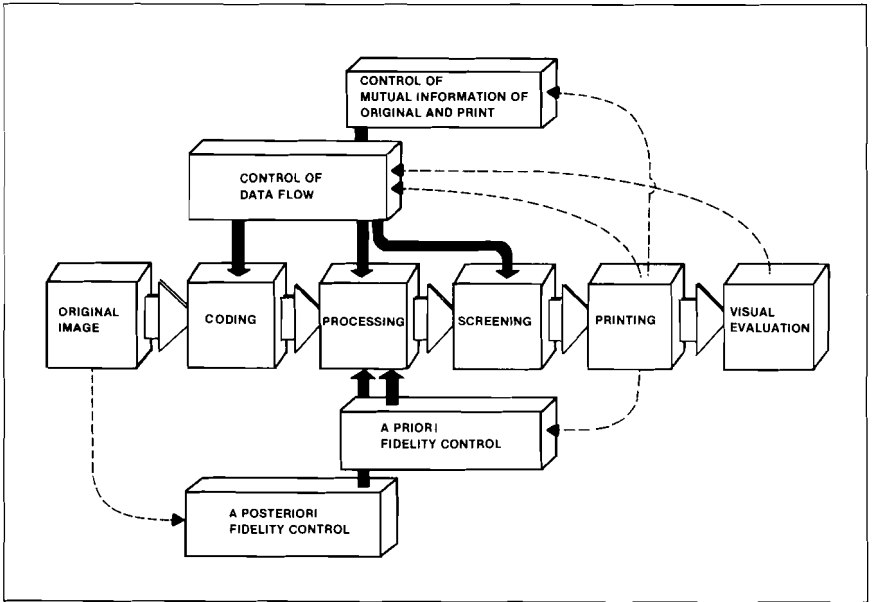 CONTROL OF
MUTUAL INFORMATION OF
ORIGINAL AND PRINT
CONTROL OF
DATA FLOW
ORIGINAL
IMAGE
CODING
PROCESSING
SCREENING
PRINTING
VISUAL
EVALUATION
A PRIORI
FIDELITY CONTROL
A POSTERIORI
FIDELITY CONTROL